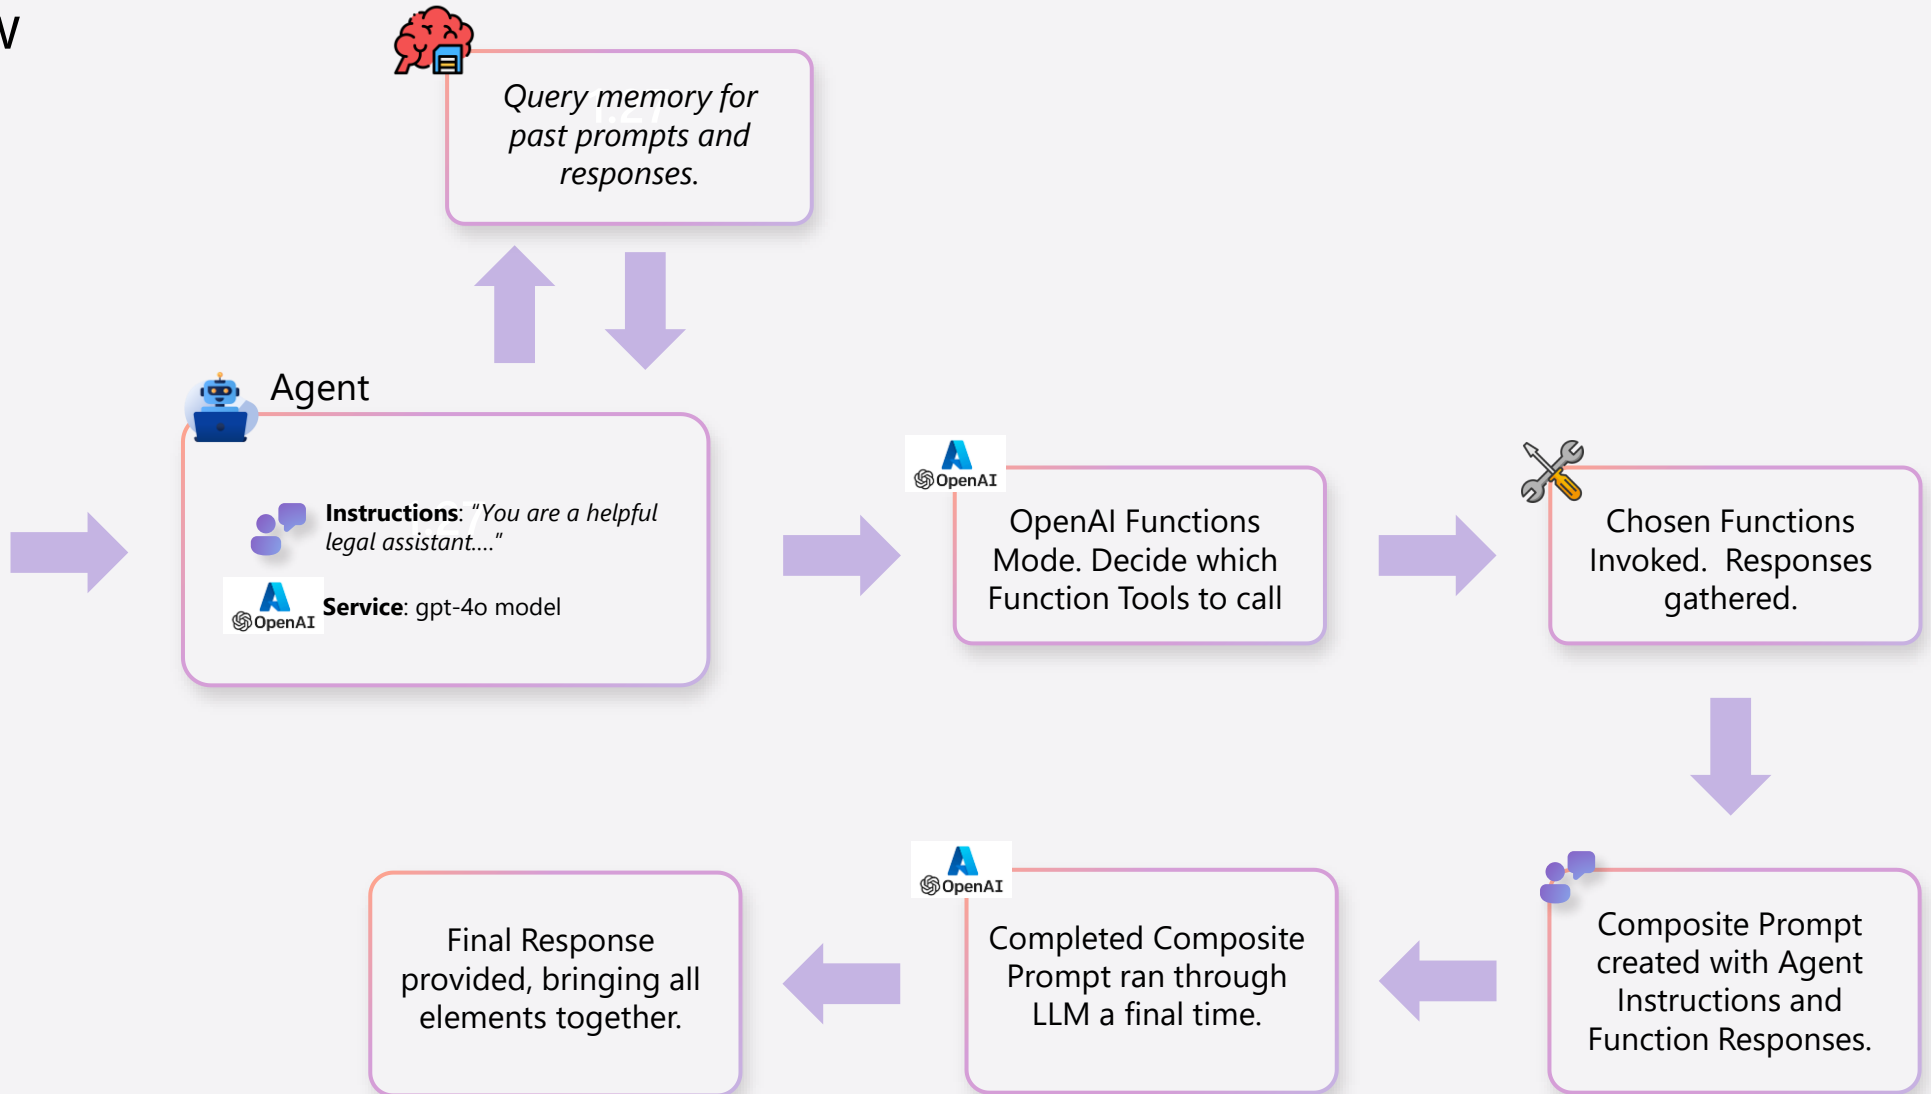 Query memory for
past prompts and
responses.
Agent
Instructions: "You are a helpful
legal assistant...."
OpenAI
Service: gpt-4o model
OpenAI
OpenAI Functions
Mode. Decide which
Function Tools to call
Chosen Functions
Invoked.  Responses
gathered.
Final Response
provided, bringing all
elements together.
OpenAI
Completed Composite
Prompt ran through
LLM a final time.
Composite Prompt
created with Agent
Instructions and
Function Responses.